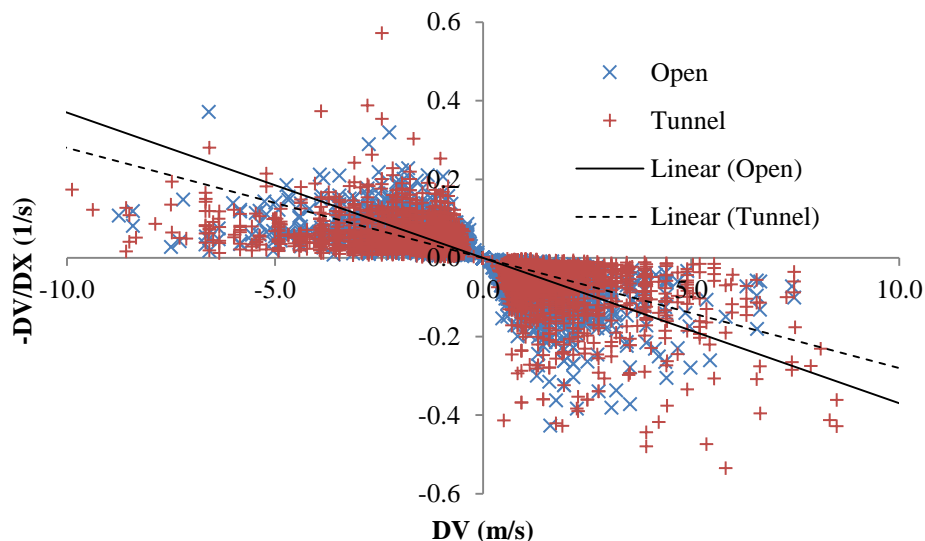 0.6
0.4
0.2
0.0
-0.2
-0.4
-0.6
-10.0
-5.0
0.0
5.0
10.0
-DV/DX (1/s)
DV (m/s)
Open
Tunnel
Linear (Open)
Linear (Tunnel)